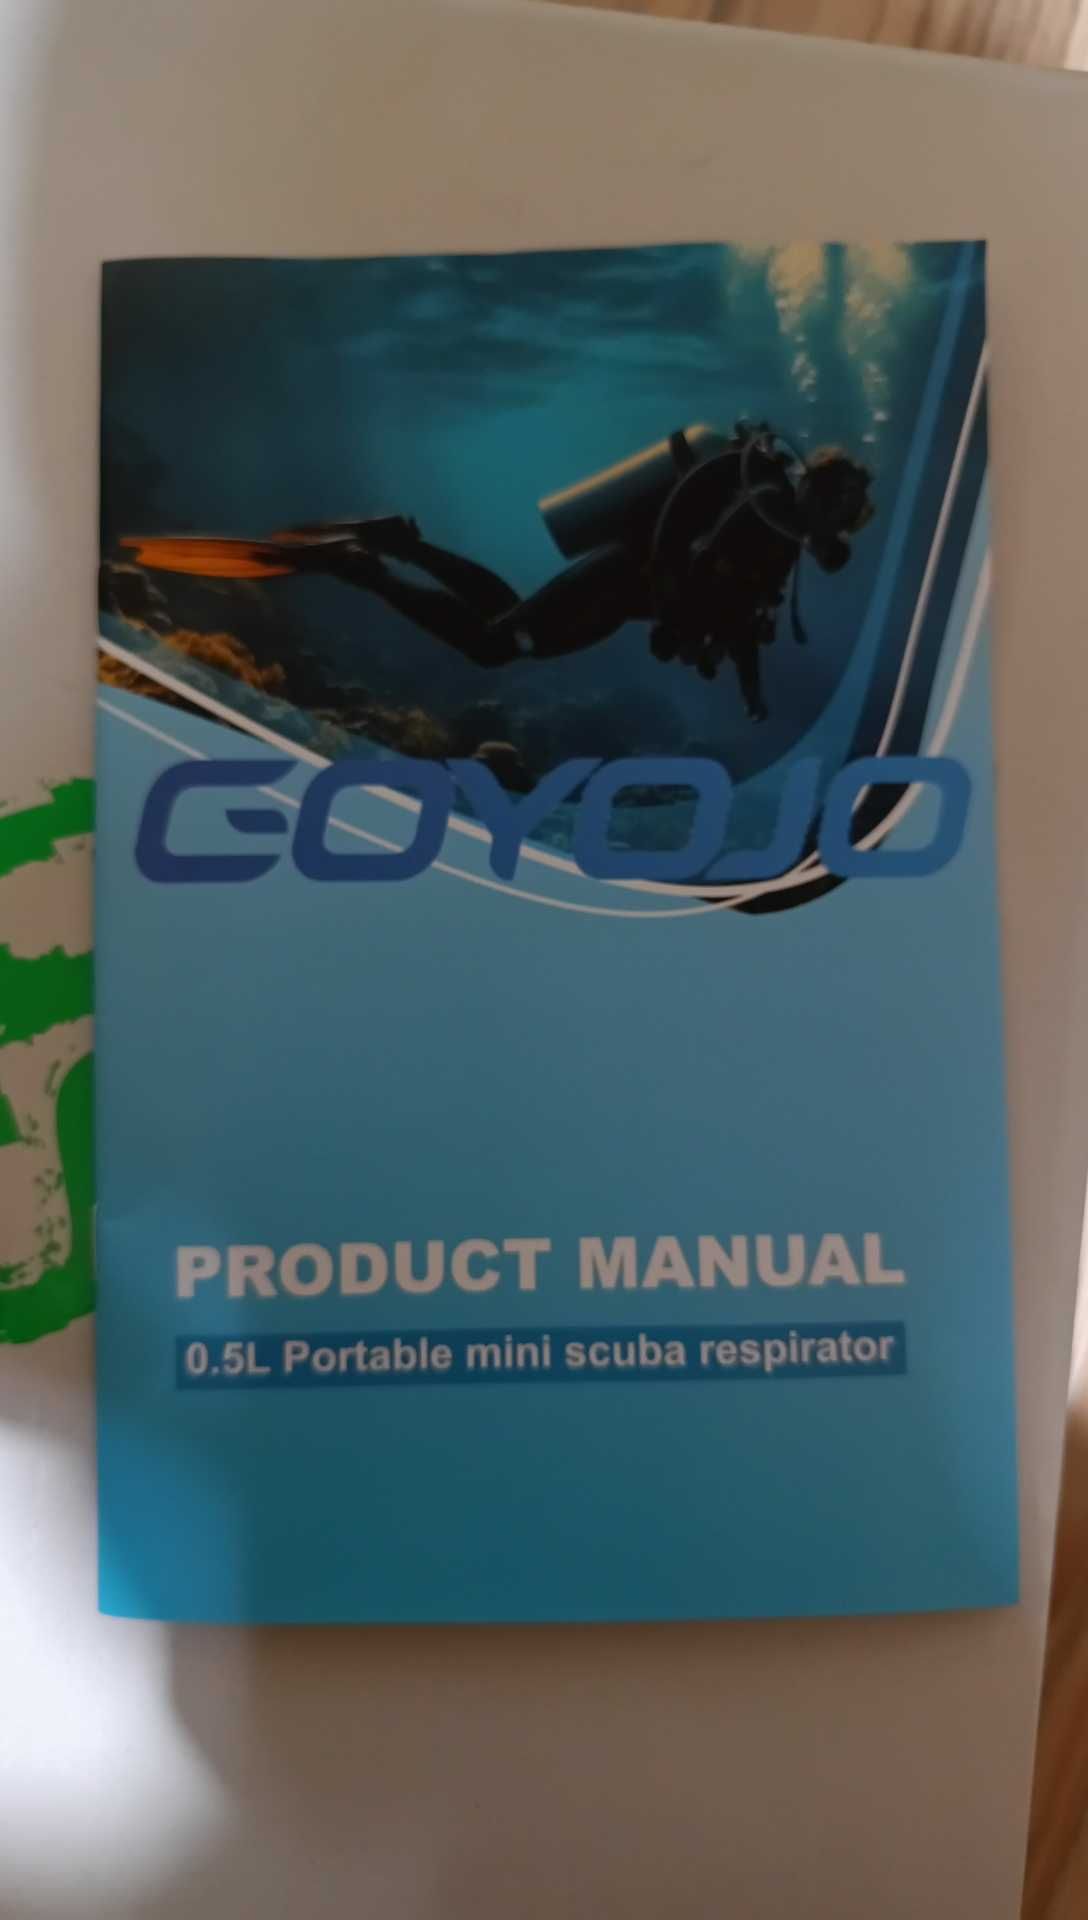 GOYOJO
PRODUCT MANUAL
0.5L Portable mini scuba respirator